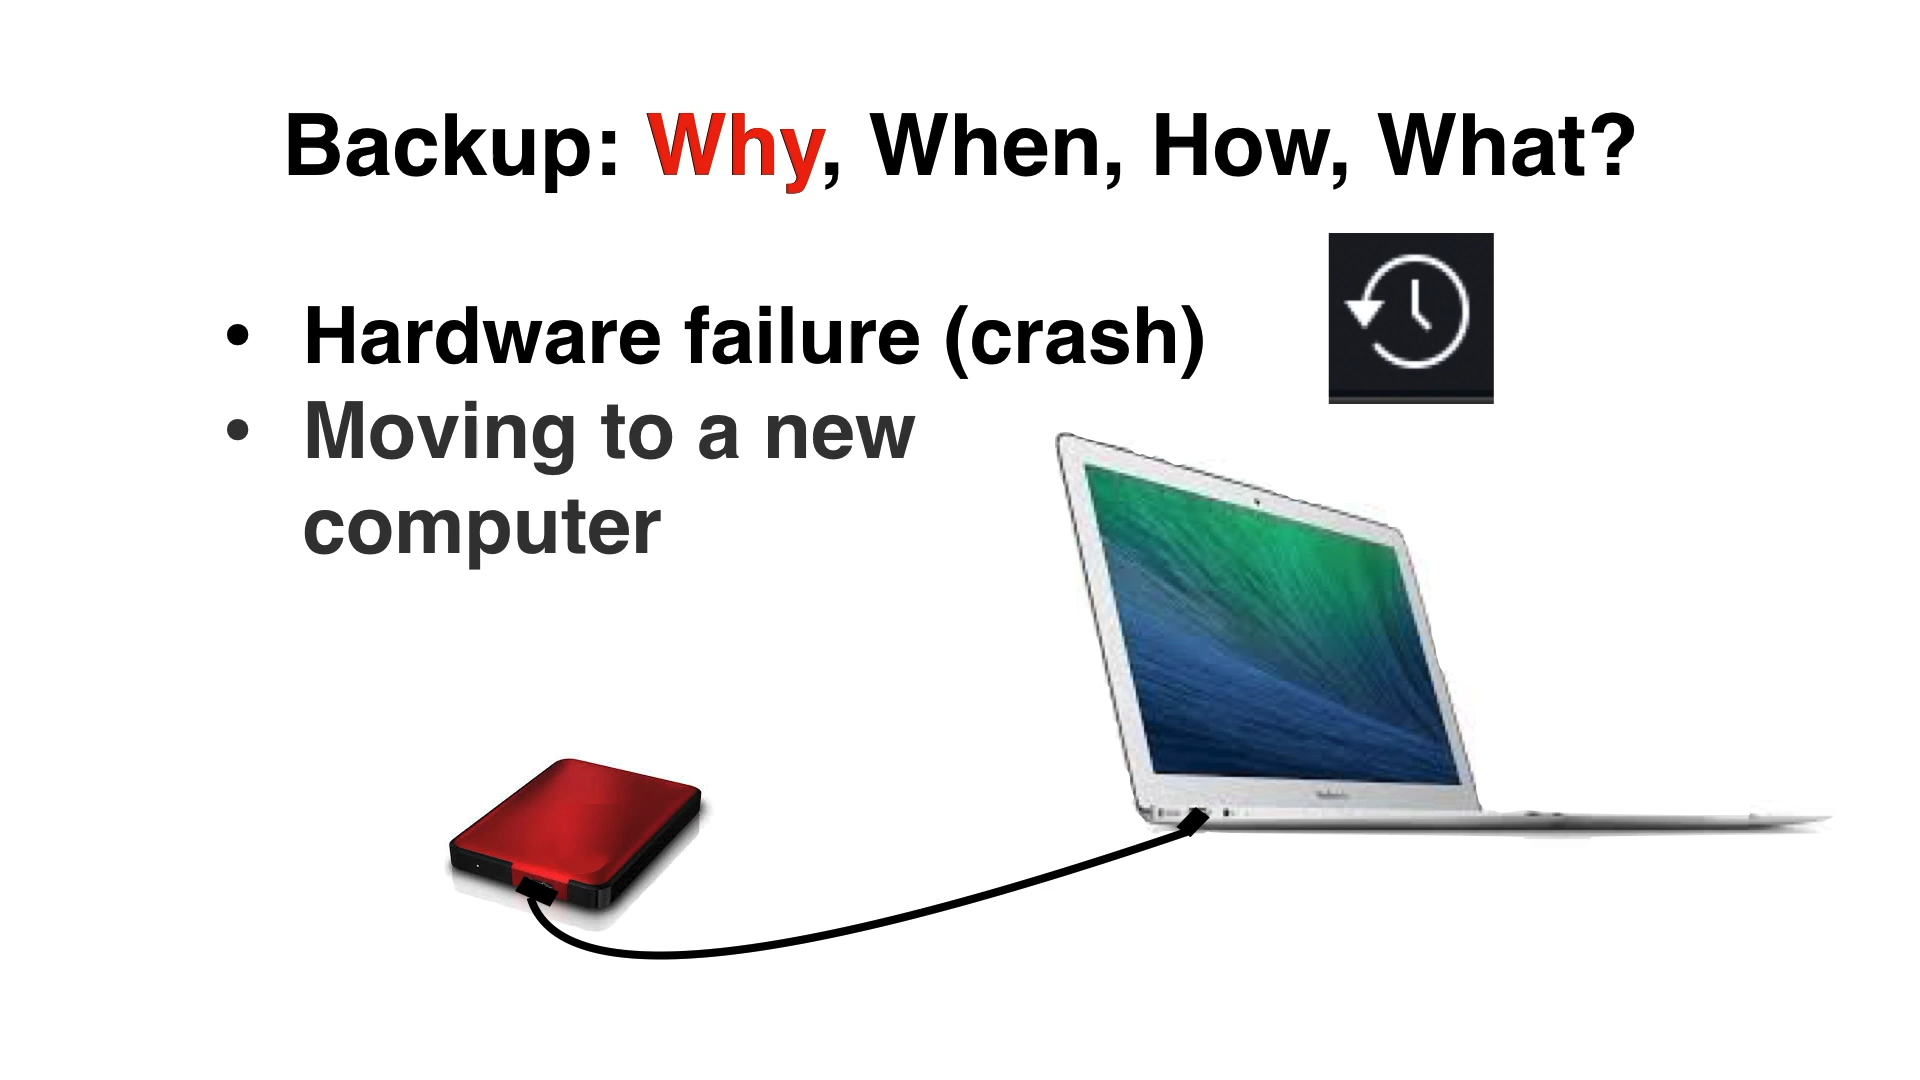 Backup: Why, When, How, What?
• Hardware failure (crash)
• Moving to a new
computer